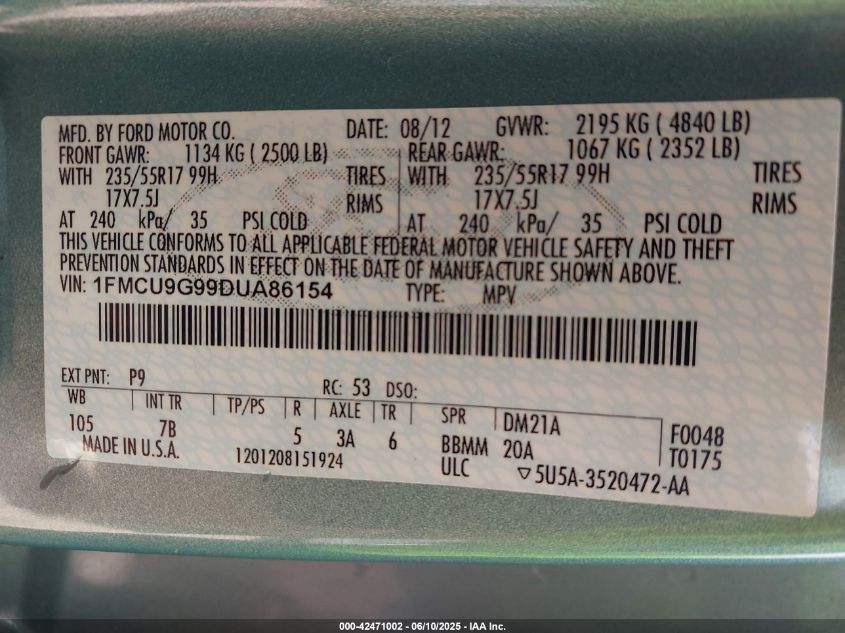 MFD. BY FORD MOTOR CO. DATE: 08/12 GVWR: 2195 KG ( 4840 LB)
FRONT GAWR: 1134 KG ( 2500 LB) REAR GAWR: 1067 KG ( 2352 LB)
WITH 235/55R17 99H TIRES WITH 235/55R17 99H TIRES
17X7.5J RIMS 17X7.5J RIMS
AT 240 kPa/ 35 PSI COLD AT 240 kPa/ 35 PSI COLD
THIS VEHICLE CONFORMS TO ALL APPLICABLE FEDERAL MOTOR VEHICLE SAFETY AND THEFT
PREVENTION STANDARDS IN EFFECT ON THE DATE OF MANUFACTURE SHOWN ABOVE.
VIN: 1FMCU9G99DUA86154 TYPE: MPV
EXT PNT: P9 RC: 53 DSO:
WB INT TR TP/PS R AXLE TR SPR DM21A F0048
105 7B 5 3A 6 BBMM 20A T0175
MADE IN U.S.A. 1201208151924 ULC ▽5U5A-3520472-AA
000-42471002 - 06/10/2025 - IAA Inc.